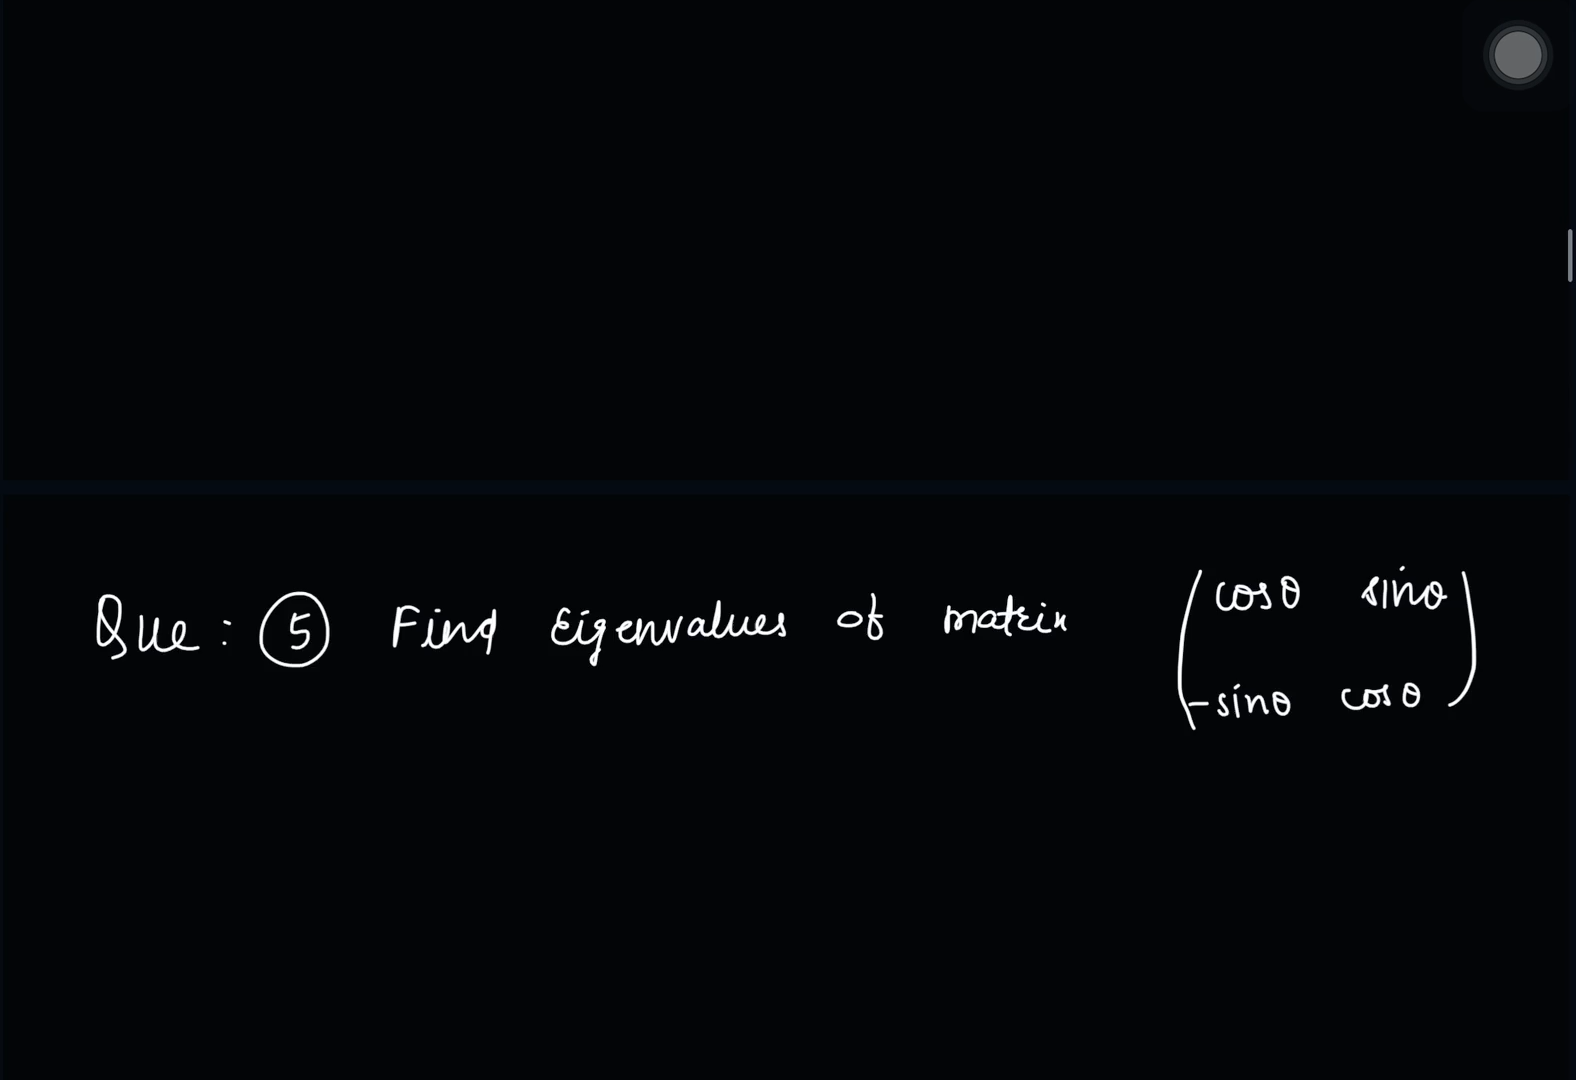 Que: ⑤ Find Eigenvalues of matrix
cosθ sinθ
-sinθ cosθ